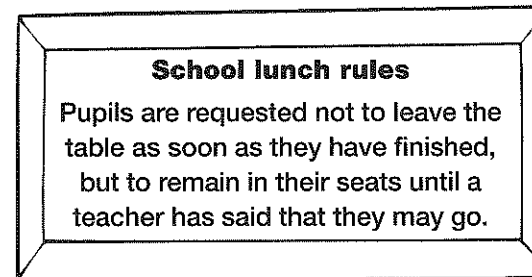 School lunch rules
Pupils are requested not to leave the
table as soon as they have finished,
but to remain in their seats until a
teacher has said that they may go.